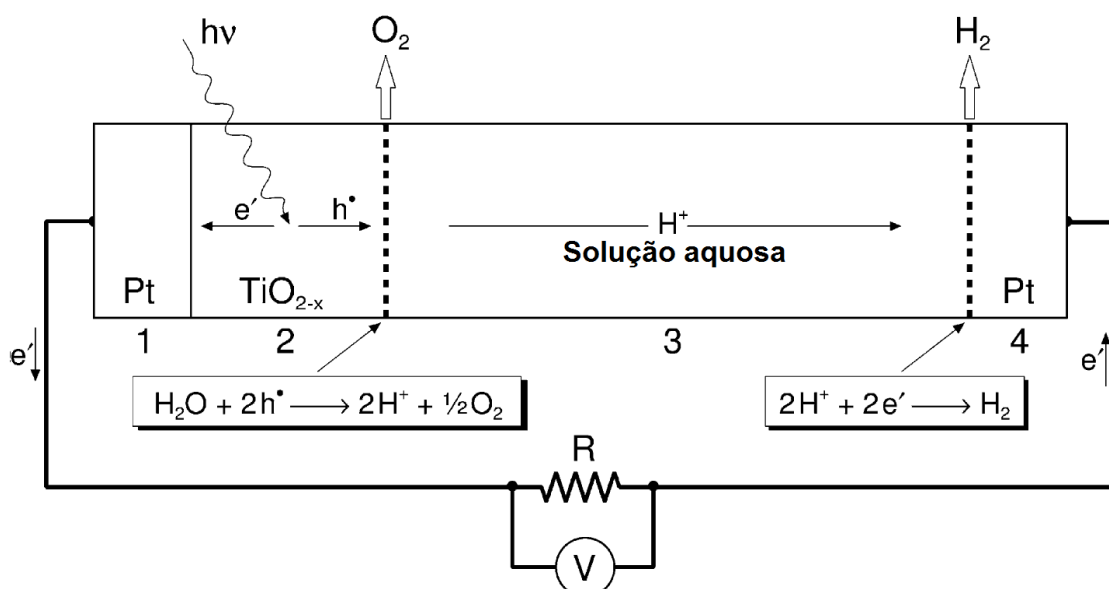 hν
O₂
H₂
e′
h•
H⁺
Solução aquosa
Pt
TiO₂₋ₓ
Pt
1
2
3
4
e′
e′
H₂O + 2h• ⟶ 2H⁺ + ½O₂
2H⁺ + 2e′ ⟶ H₂
R
V